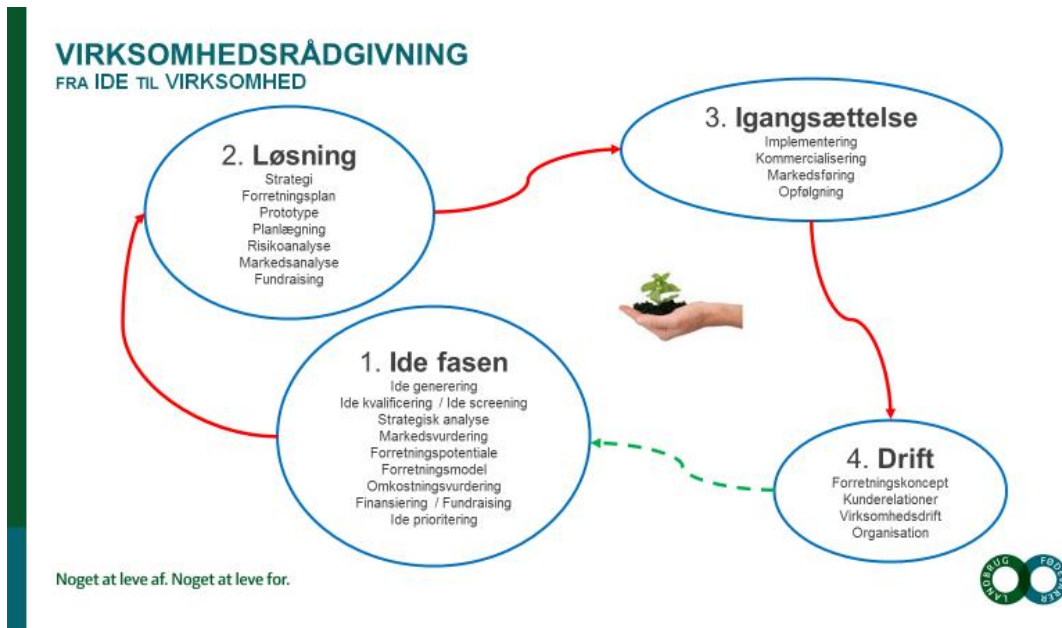 VIRKSOMHEDSRÅDGIVNING
FRA IDE TIL VIRKSOMHED
1. Ide fasen
Ide generering
Ide kvalificering / Ide screening
Strategisk analyse
Markedsvurdering
Forretningspotentiale
Forretningsmodel
Omkostningsvurdering
Finansiering / Fundraising
Ide prioritering
2. Løsning
Strategi
Forretningsplan
Prototype
Planlægning
Risikoanalyse
Markedsanalyse
Fundraising
3. Igangsættelse
Implementering
Kommercialisering
Markedsføring
Opfølgning
4. Drift
Forretningskoncept
Kunderelationer
Virksomhedsdrift
Organisation
Noget at leve af. Noget at leve for.
LANDBRUG
FØDEVARER